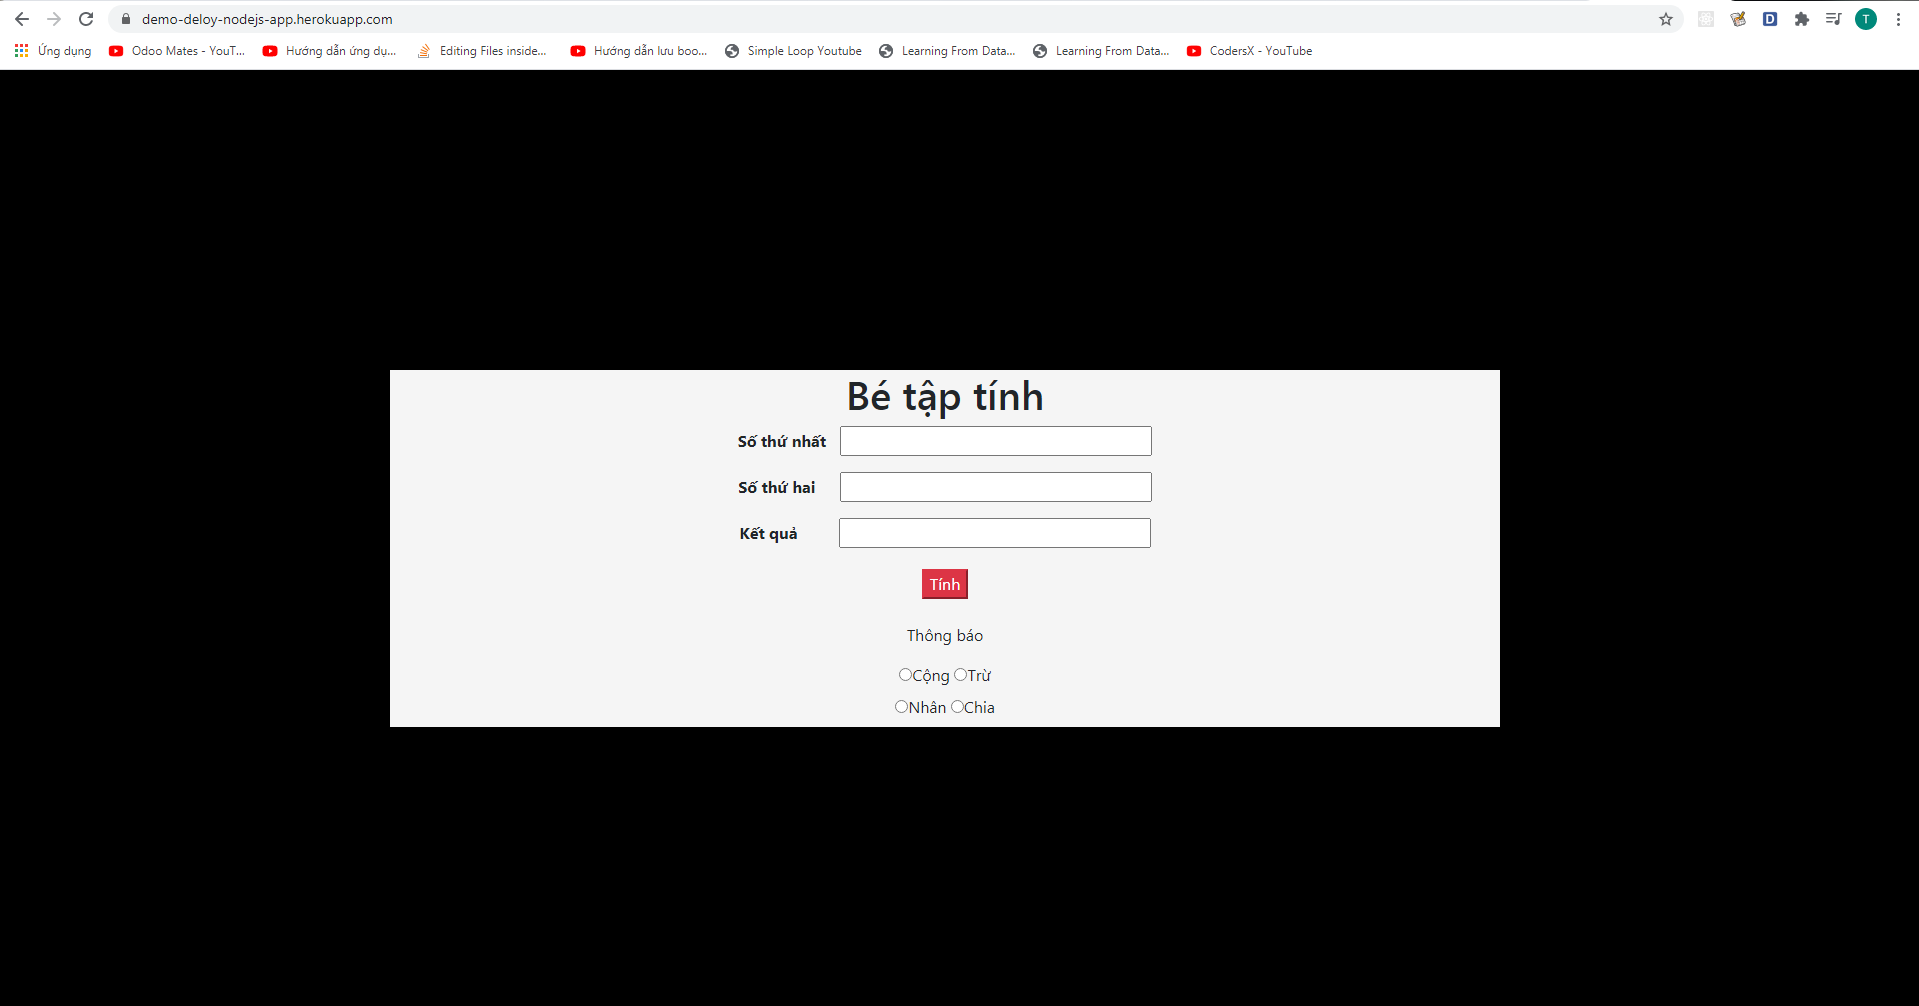 demo-deloy-nodejs-app.herokuapp.com
T
Ứng dụng Odoo Mates - YouT... Hướng dẫn ứng dụ... Editing Files inside... Hướng dẫn lưu boo... Simple Loop Youtube Learning From Data... Learning From Data... CodersX - YouTube
D
Bé tập tính
Số thứ nhất
Số thứ hai
Kết quả
Tính
Thông báo
Cộng Trừ
Nhân Chia